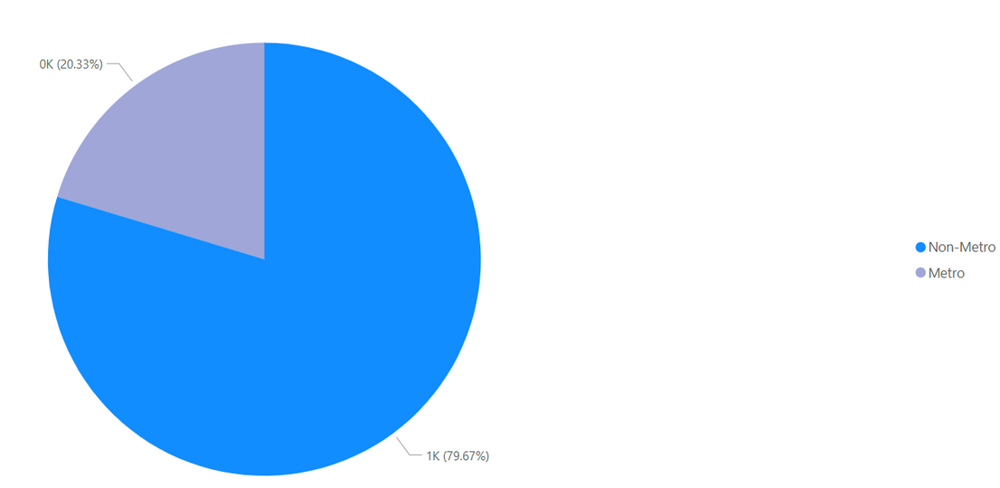 0K (20.33%)
Non-Metro
Metro
1K (79.67%)